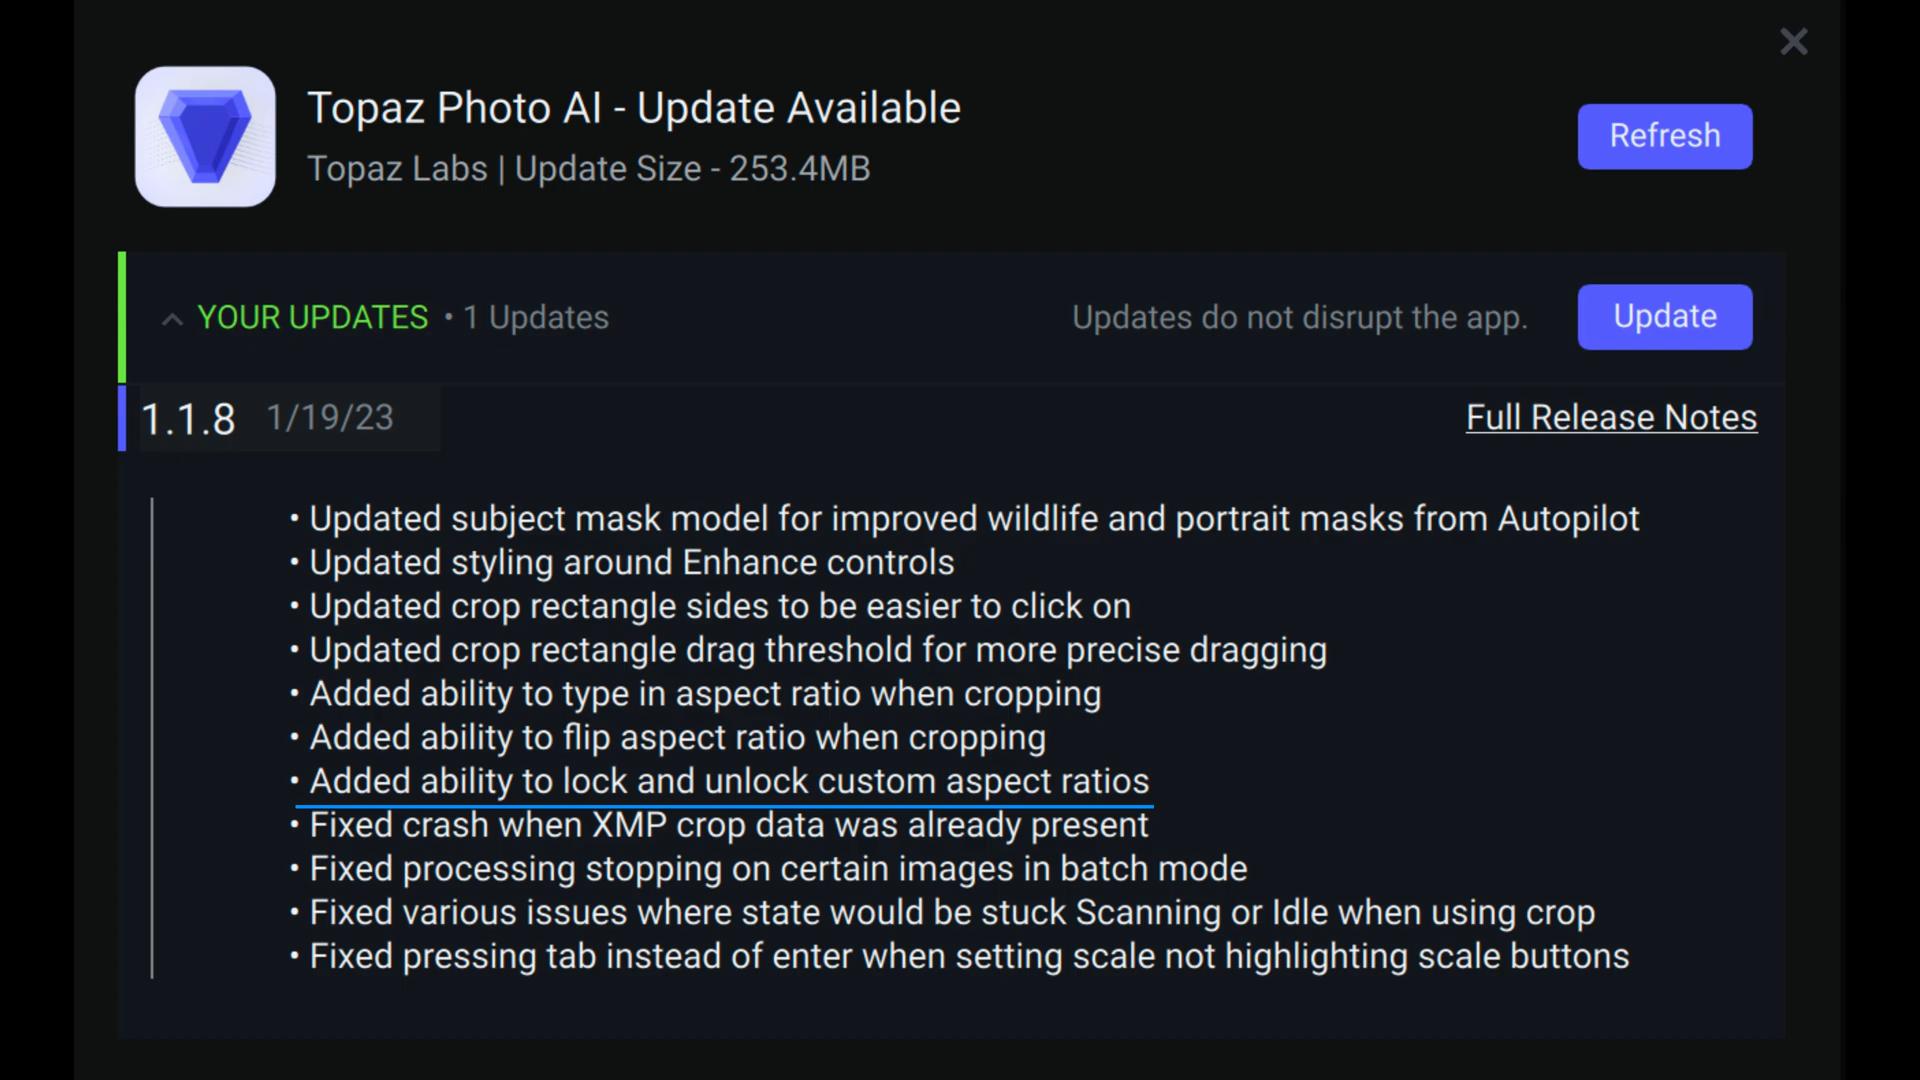 Topaz Photo AI - Update Available
Topaz Labs | Update Size - 253.4MB
Refresh
YOUR UPDATES • 1 Updates
Updates do not disrupt the app.
Update
1.1.8 1/19/23
Full Release Notes
• Updated subject mask model for improved wildlife and portrait masks from Autopilot
• Updated styling around Enhance controls
• Updated crop rectangle sides to be easier to click on
• Updated crop rectangle drag threshold for more precise dragging
• Added ability to type in aspect ratio when cropping
• Added ability to flip aspect ratio when cropping
• Added ability to lock and unlock custom aspect ratios
• Fixed crash when XMP crop data was already present
• Fixed processing stopping on certain images in batch mode
• Fixed various issues where state would be stuck Scanning or Idle when using crop
• Fixed pressing tab instead of enter when setting scale not highlighting scale buttons